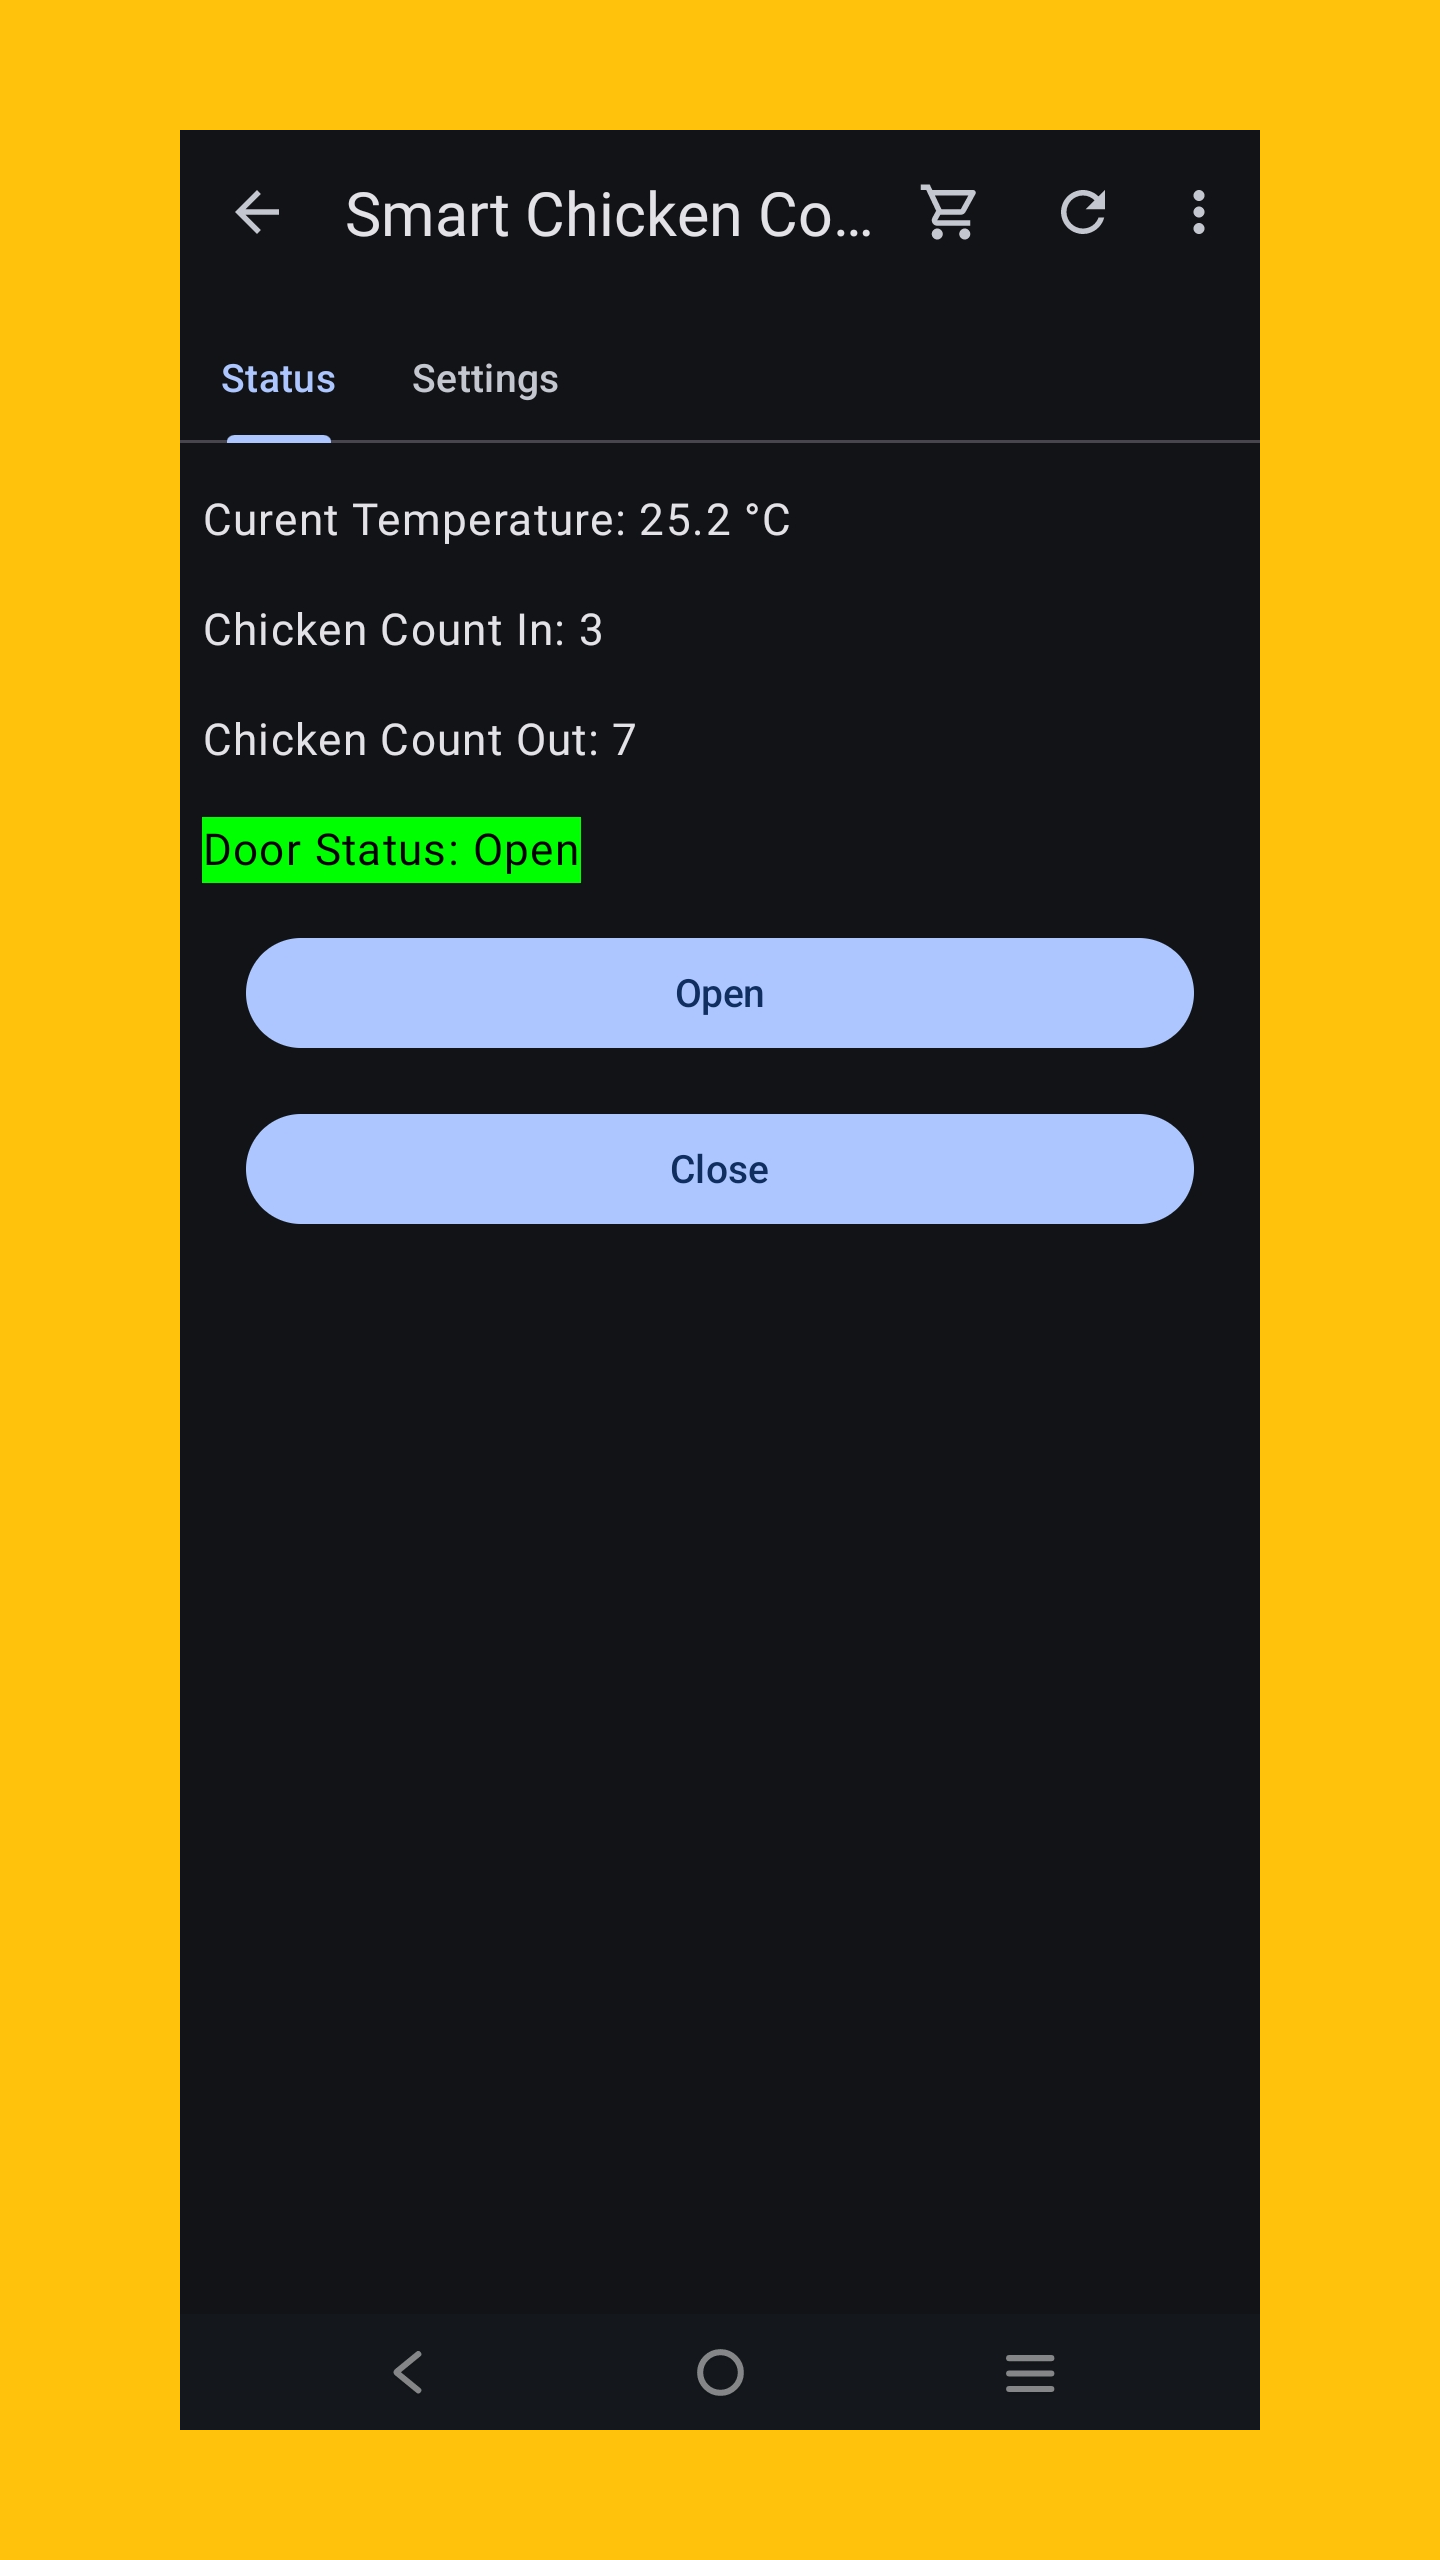 Smart Chicken Co...
Status Settings
Curent Temperature: 25.2 °C
Chicken Count In: 3
Chicken Count Out: 7
Door Status: Open
Open
Close